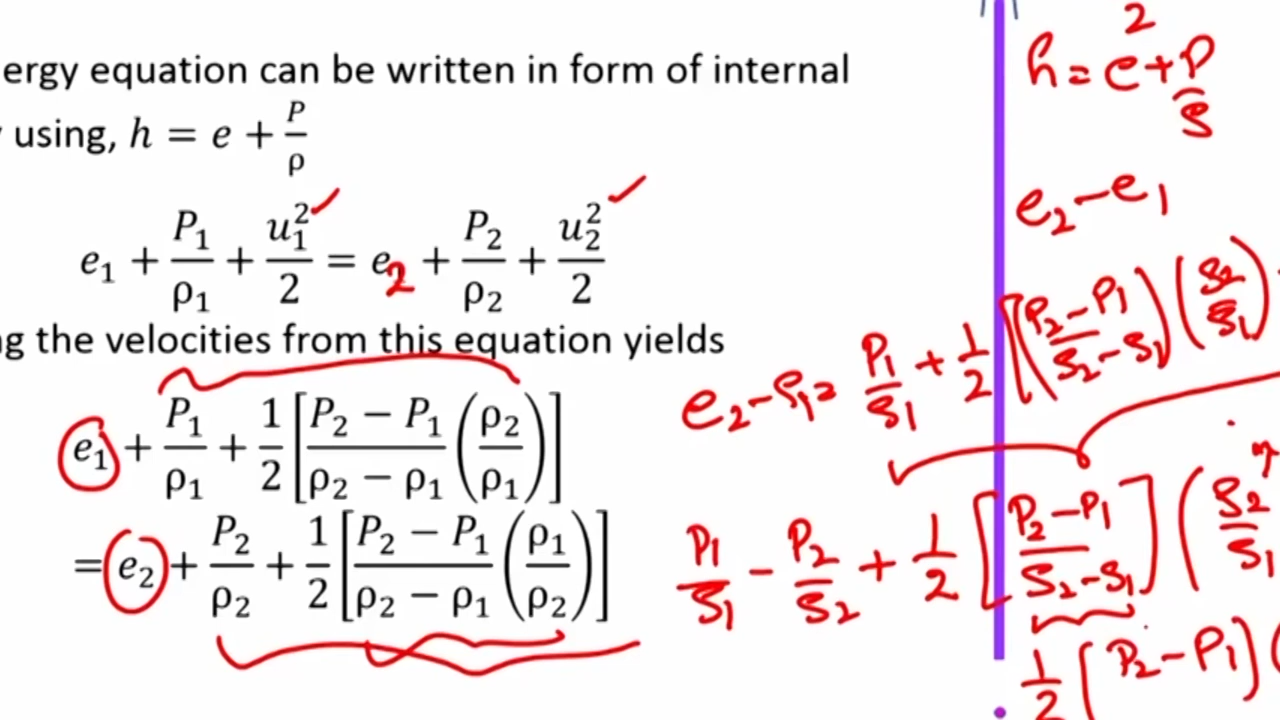 ergy equation can be written in form of internal
using, h = e + P/ρ
e₁ + P₁/ρ₁ + u₁²/2 = e₂ + P₂/ρ₂ + u₂²/2
g the velocities from this equation yields
e₁ + P₁/ρ₁ + 1/2 [(P₂ − P₁)/(ρ₂ − ρ₁) (ρ₂/ρ₁)]
= e₂ + P₂/ρ₂ + 1/2 [(P₂ − P₁)/(ρ₂ − ρ₁) (ρ₁/ρ₂)]
2
h = e + P/ρ
e₂ − e₁
e₂ − e₁ = P₁/ρ₁ + 1/2 [((P₂ − P₁)/(ρ₂ − ρ₁)) (ρ₂/ρ₁)
P₁/ρ₁ − P₂/ρ₂ + 1/2 [(P₂ − P₁)/(ρ₂ − ρ₁)] (ρ₂/ρ₁
1/2 [P₂ − P₁] (